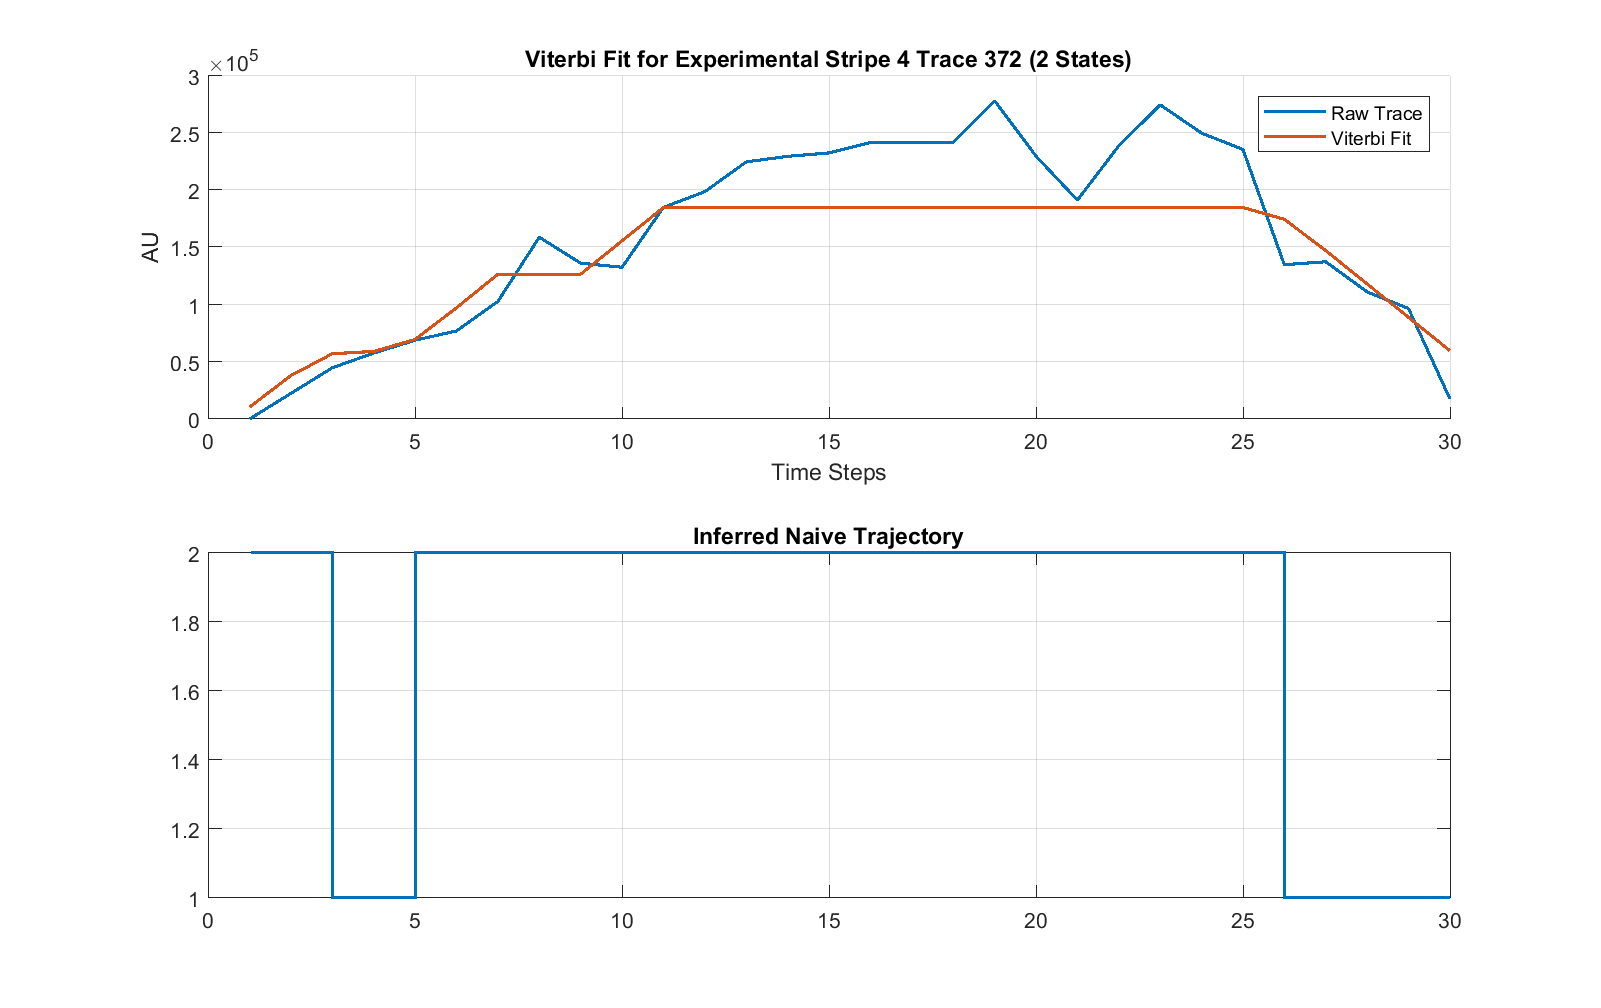 Viterbi Fit for Experimental Stripe 4 Trace 372 (2 States)
×10^5
3
2.5
2
1.5
1
0.5
0
AU
Raw Trace
Viterbi Fit
0 5 10 15 20 25 30
Time Steps
Inferred Naive Trajectory
2
1.8
1.6
1.4
1.2
1
0 5 10 15 20 25 30